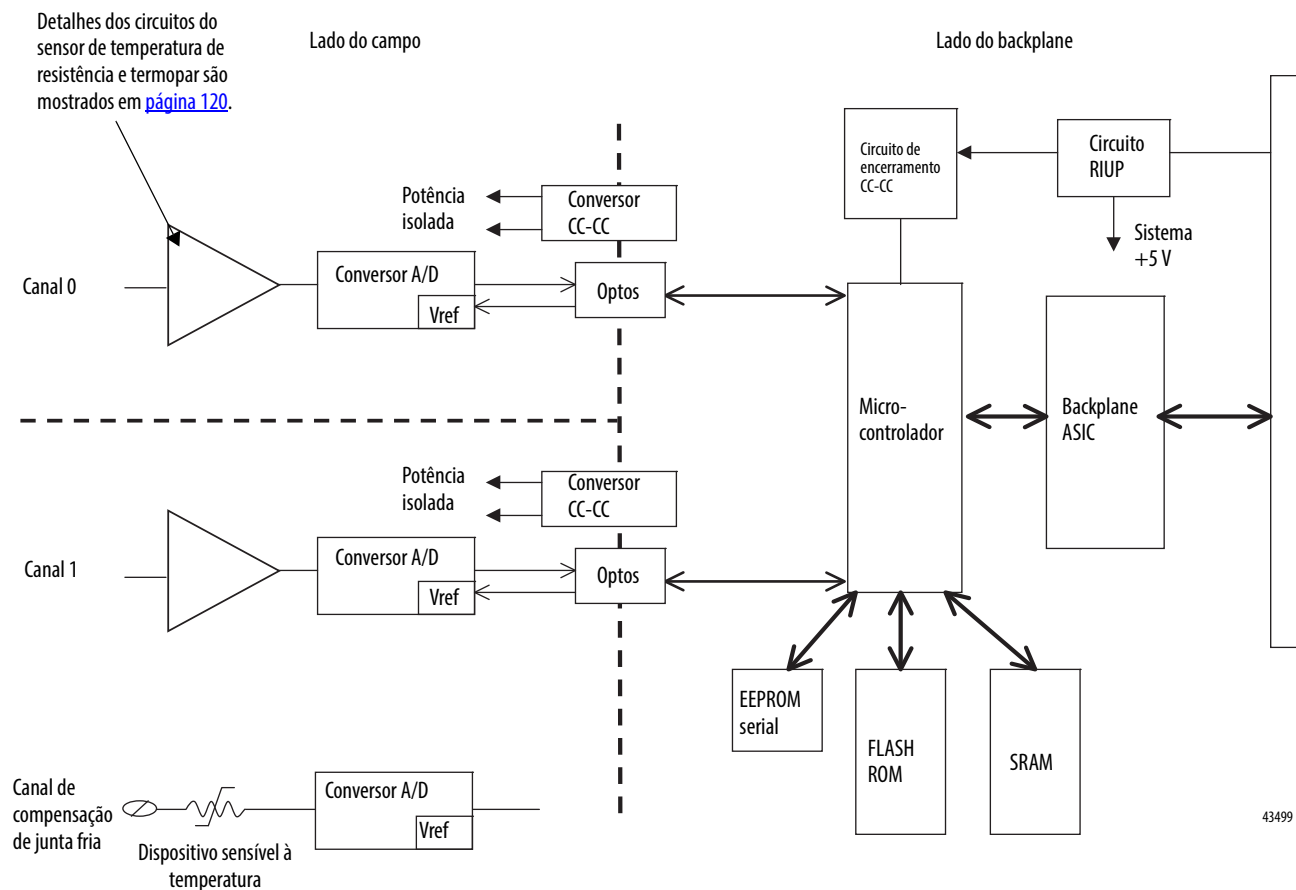 Detalhes dos circuitos do
sensor de temperatura de
resistência e termopar são
mostrados em página 120.
Lado do campo
Lado do backplane
Circuito de
encerramento
CC-CC
Circuito
RIUP
Potência
isolada
Conversor
CC-CC
Sistema
+5 V
Canal 0
Conversor A/D
Vref
Optos
Micro-
controlador
Backplane
ASIC
Potência
isolada
Conversor
CC-CC
Canal 1
Conversor A/D
Vref
Optos
EEPROM
serial
FLASH
ROM
SRAM
Canal de
compensação
de junta fria
Conversor A/D
Vref
Dispositivo sensível à
temperatura
43499